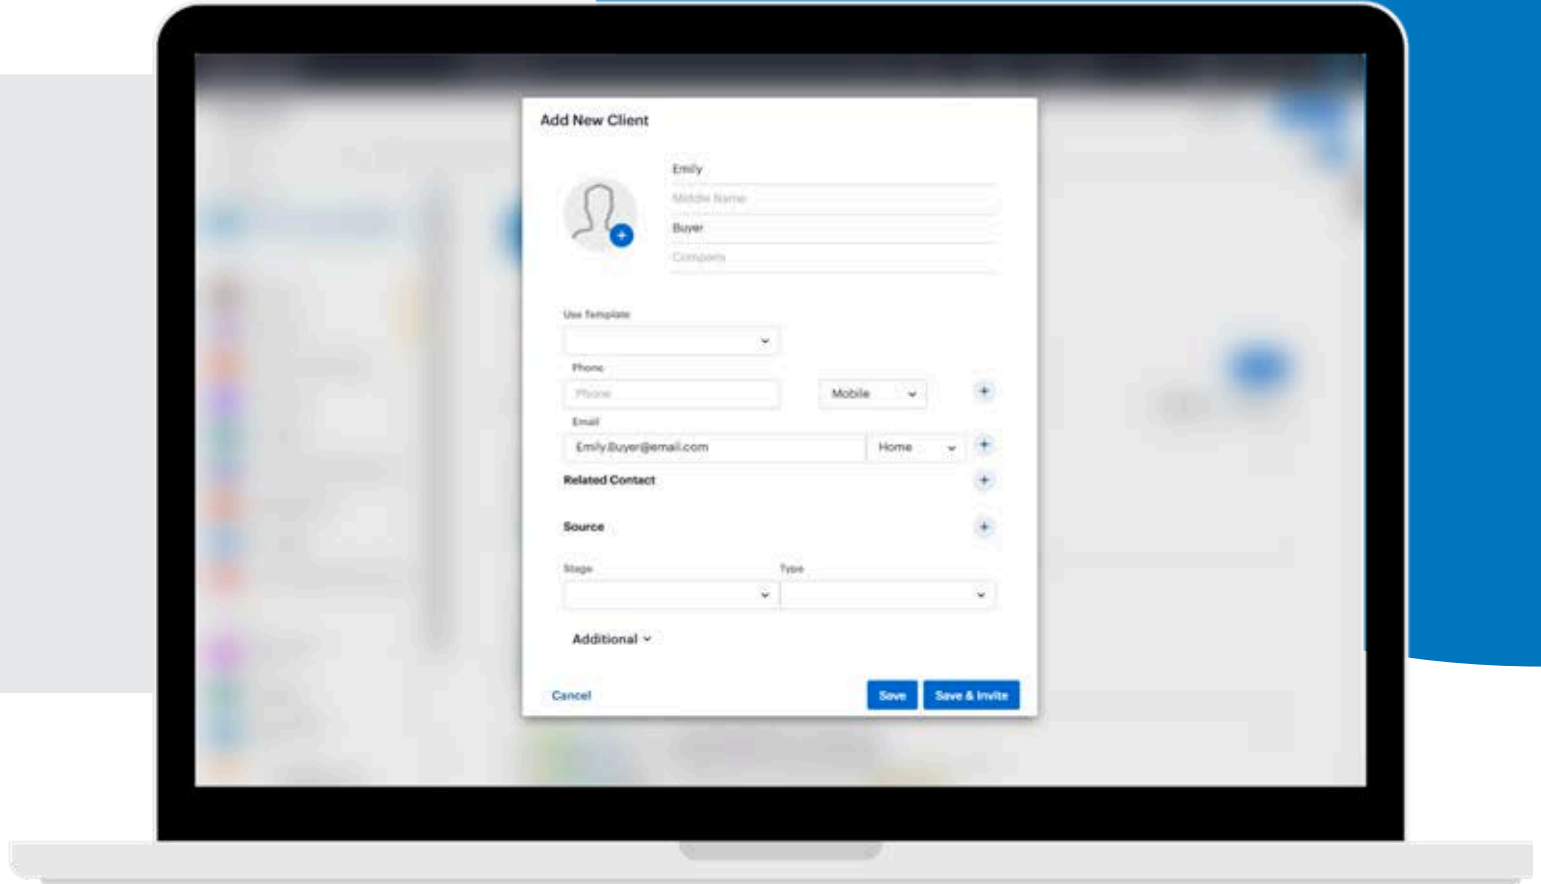 Add New Client
Emily
Middle Name
Buyer
Company
Use Template
Phone
Phone
Mobile
Email
Emily.Buyer@email.com
Home
Related Contact
Source
Stage
Type
Additional
Cancel
Save
Save & Invite